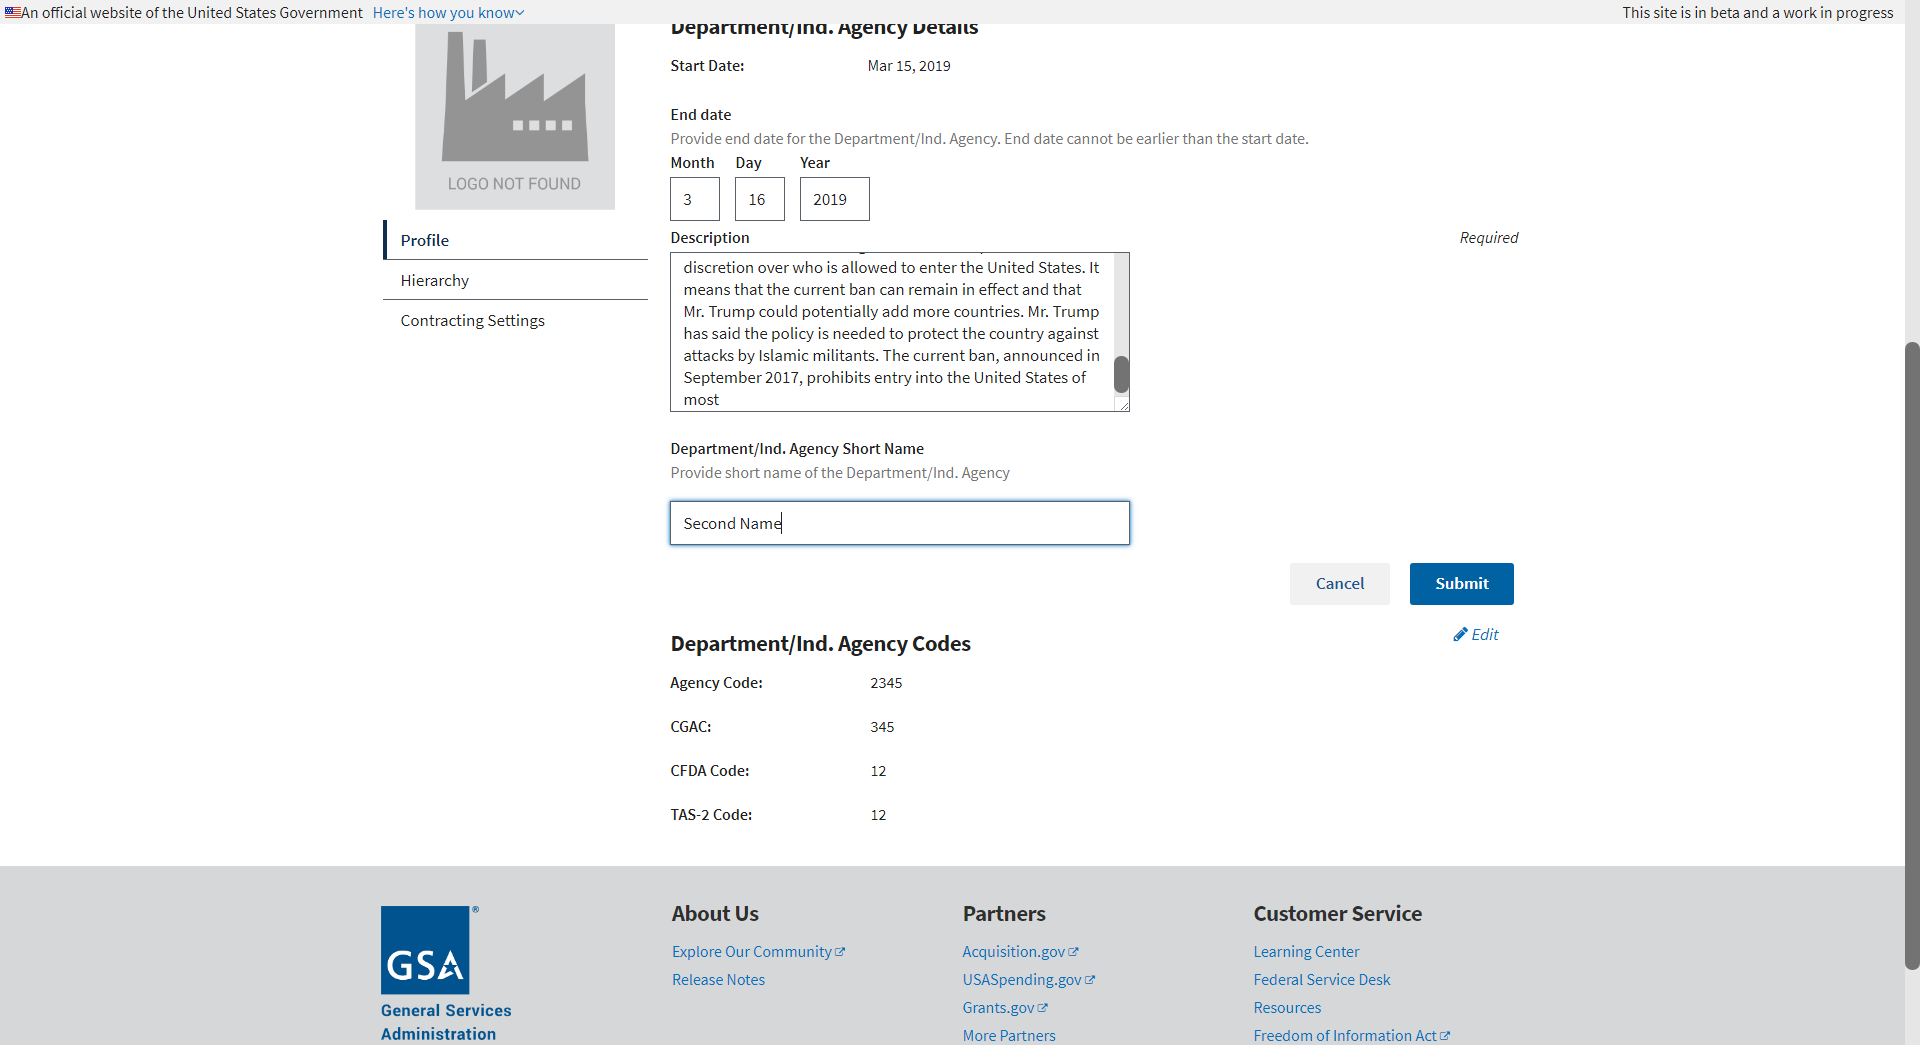 An official website of the United States Government Here's how you know
This site is in beta and a work in progress
Department/Ind. Agency Details
Start Date: Mar 15, 2019
End date
Provide end date for the Department/Ind. Agency. End date cannot be earlier than the start date.
Month Day Year
3 16 2019
LOGO NOT FOUND
Profile
Hierarchy
Contracting Settings
Description Required
discretion over who is allowed to enter the United States. It
means that the current ban can remain in effect and that
Mr. Trump could potentially add more countries. Mr. Trump
has said the policy is needed to protect the country against
attacks by Islamic militants. The current ban, announced in
September 2017, prohibits entry into the United States of
most
Department/Ind. Agency Short Name
Provide short name of the Department/Ind. Agency
Second Name
Cancel Submit
Edit
Department/Ind. Agency Codes
Agency Code: 2345
CGAC: 345
CFDA Code: 12
TAS-2 Code: 12
GSA ®
General Services
Administration
About Us
Explore Our Community
Release Notes
Partners
Acquisition.gov
USASpending.gov
Grants.gov
More Partners
Customer Service
Learning Center
Federal Service Desk
Resources
Freedom of Information Act